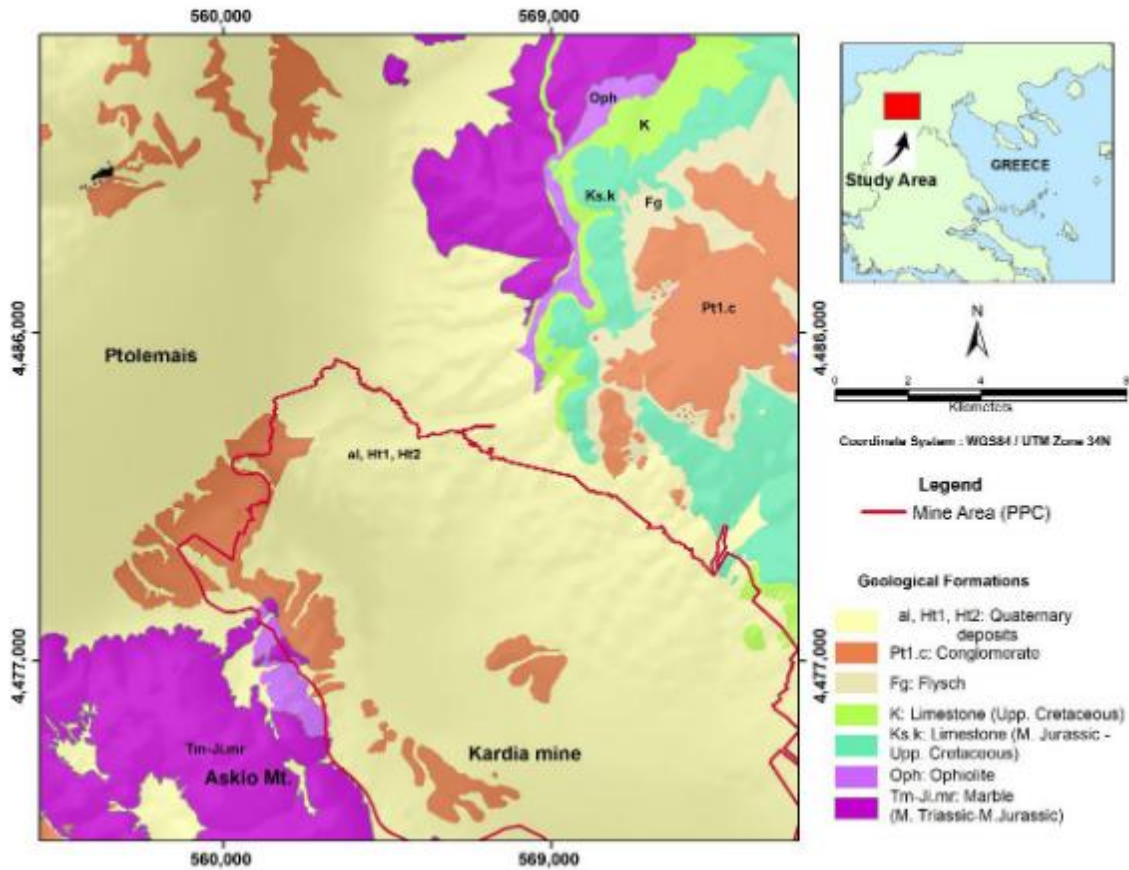 560,000
569,000
4,486,000
4,477,000
Oph
K
Ks.k
Fg
Pt1.c
Ptolemais
al, Ht1, Ht2
Tm-Ji.mr
Askio Mt.
Kardia mine
4,486,000
4,477,000
560,000
569,000
GREECE
Study Area
N
0 2 4 8
Kilometers
Coordinate System : WGS84 / UTM Zone 34N
Legend
Mine Area (PPC)
Geological Formations
al, Ht1, Ht2: Quaternary
deposits
Pt1.c: Conglomerate
Fg: Flysch
K: Limestone (Upp. Cretaceous)
Ks.k: Limestone (M. Jurassic -
Upp. Cretaceous)
Oph: Ophiolite
Tm-Ji.mr: Marble
(M. Triassic-M.Jurassic)